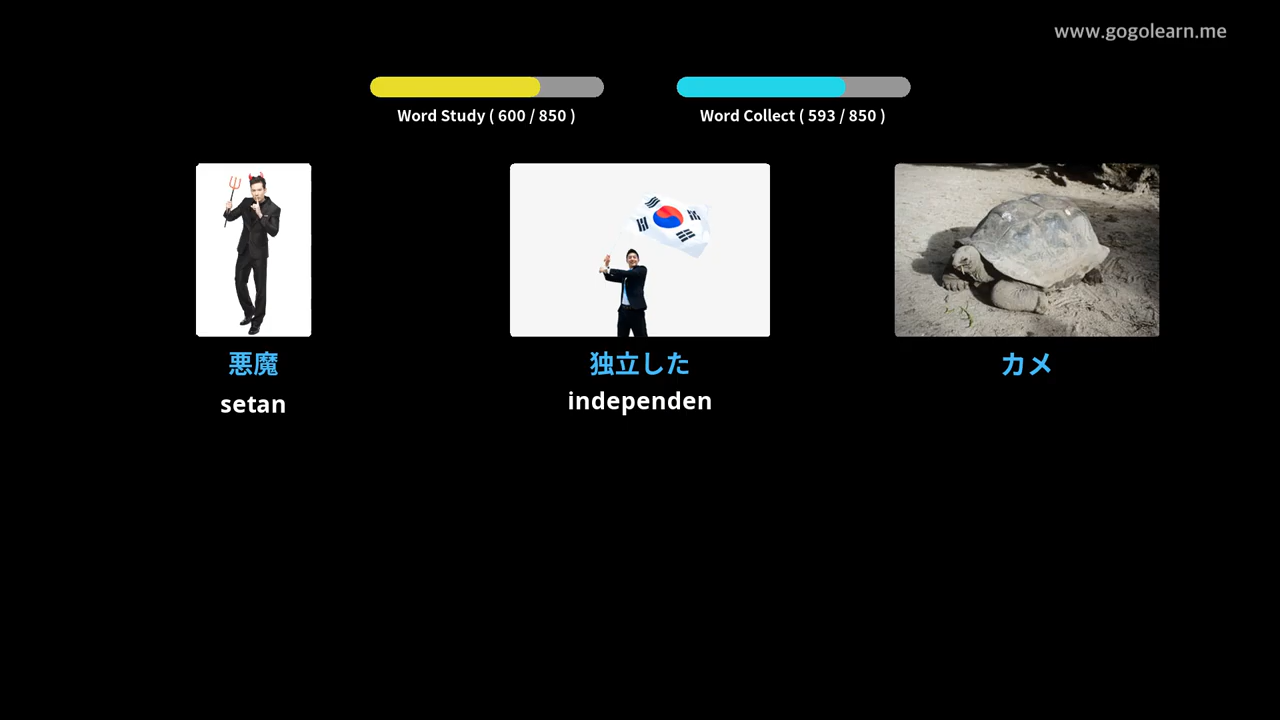 www.gogolearn.me
Word Study ( 600 / 850 )
Word Collect ( 593 / 850 )
悪魔
setan
独立した
independen
カメ